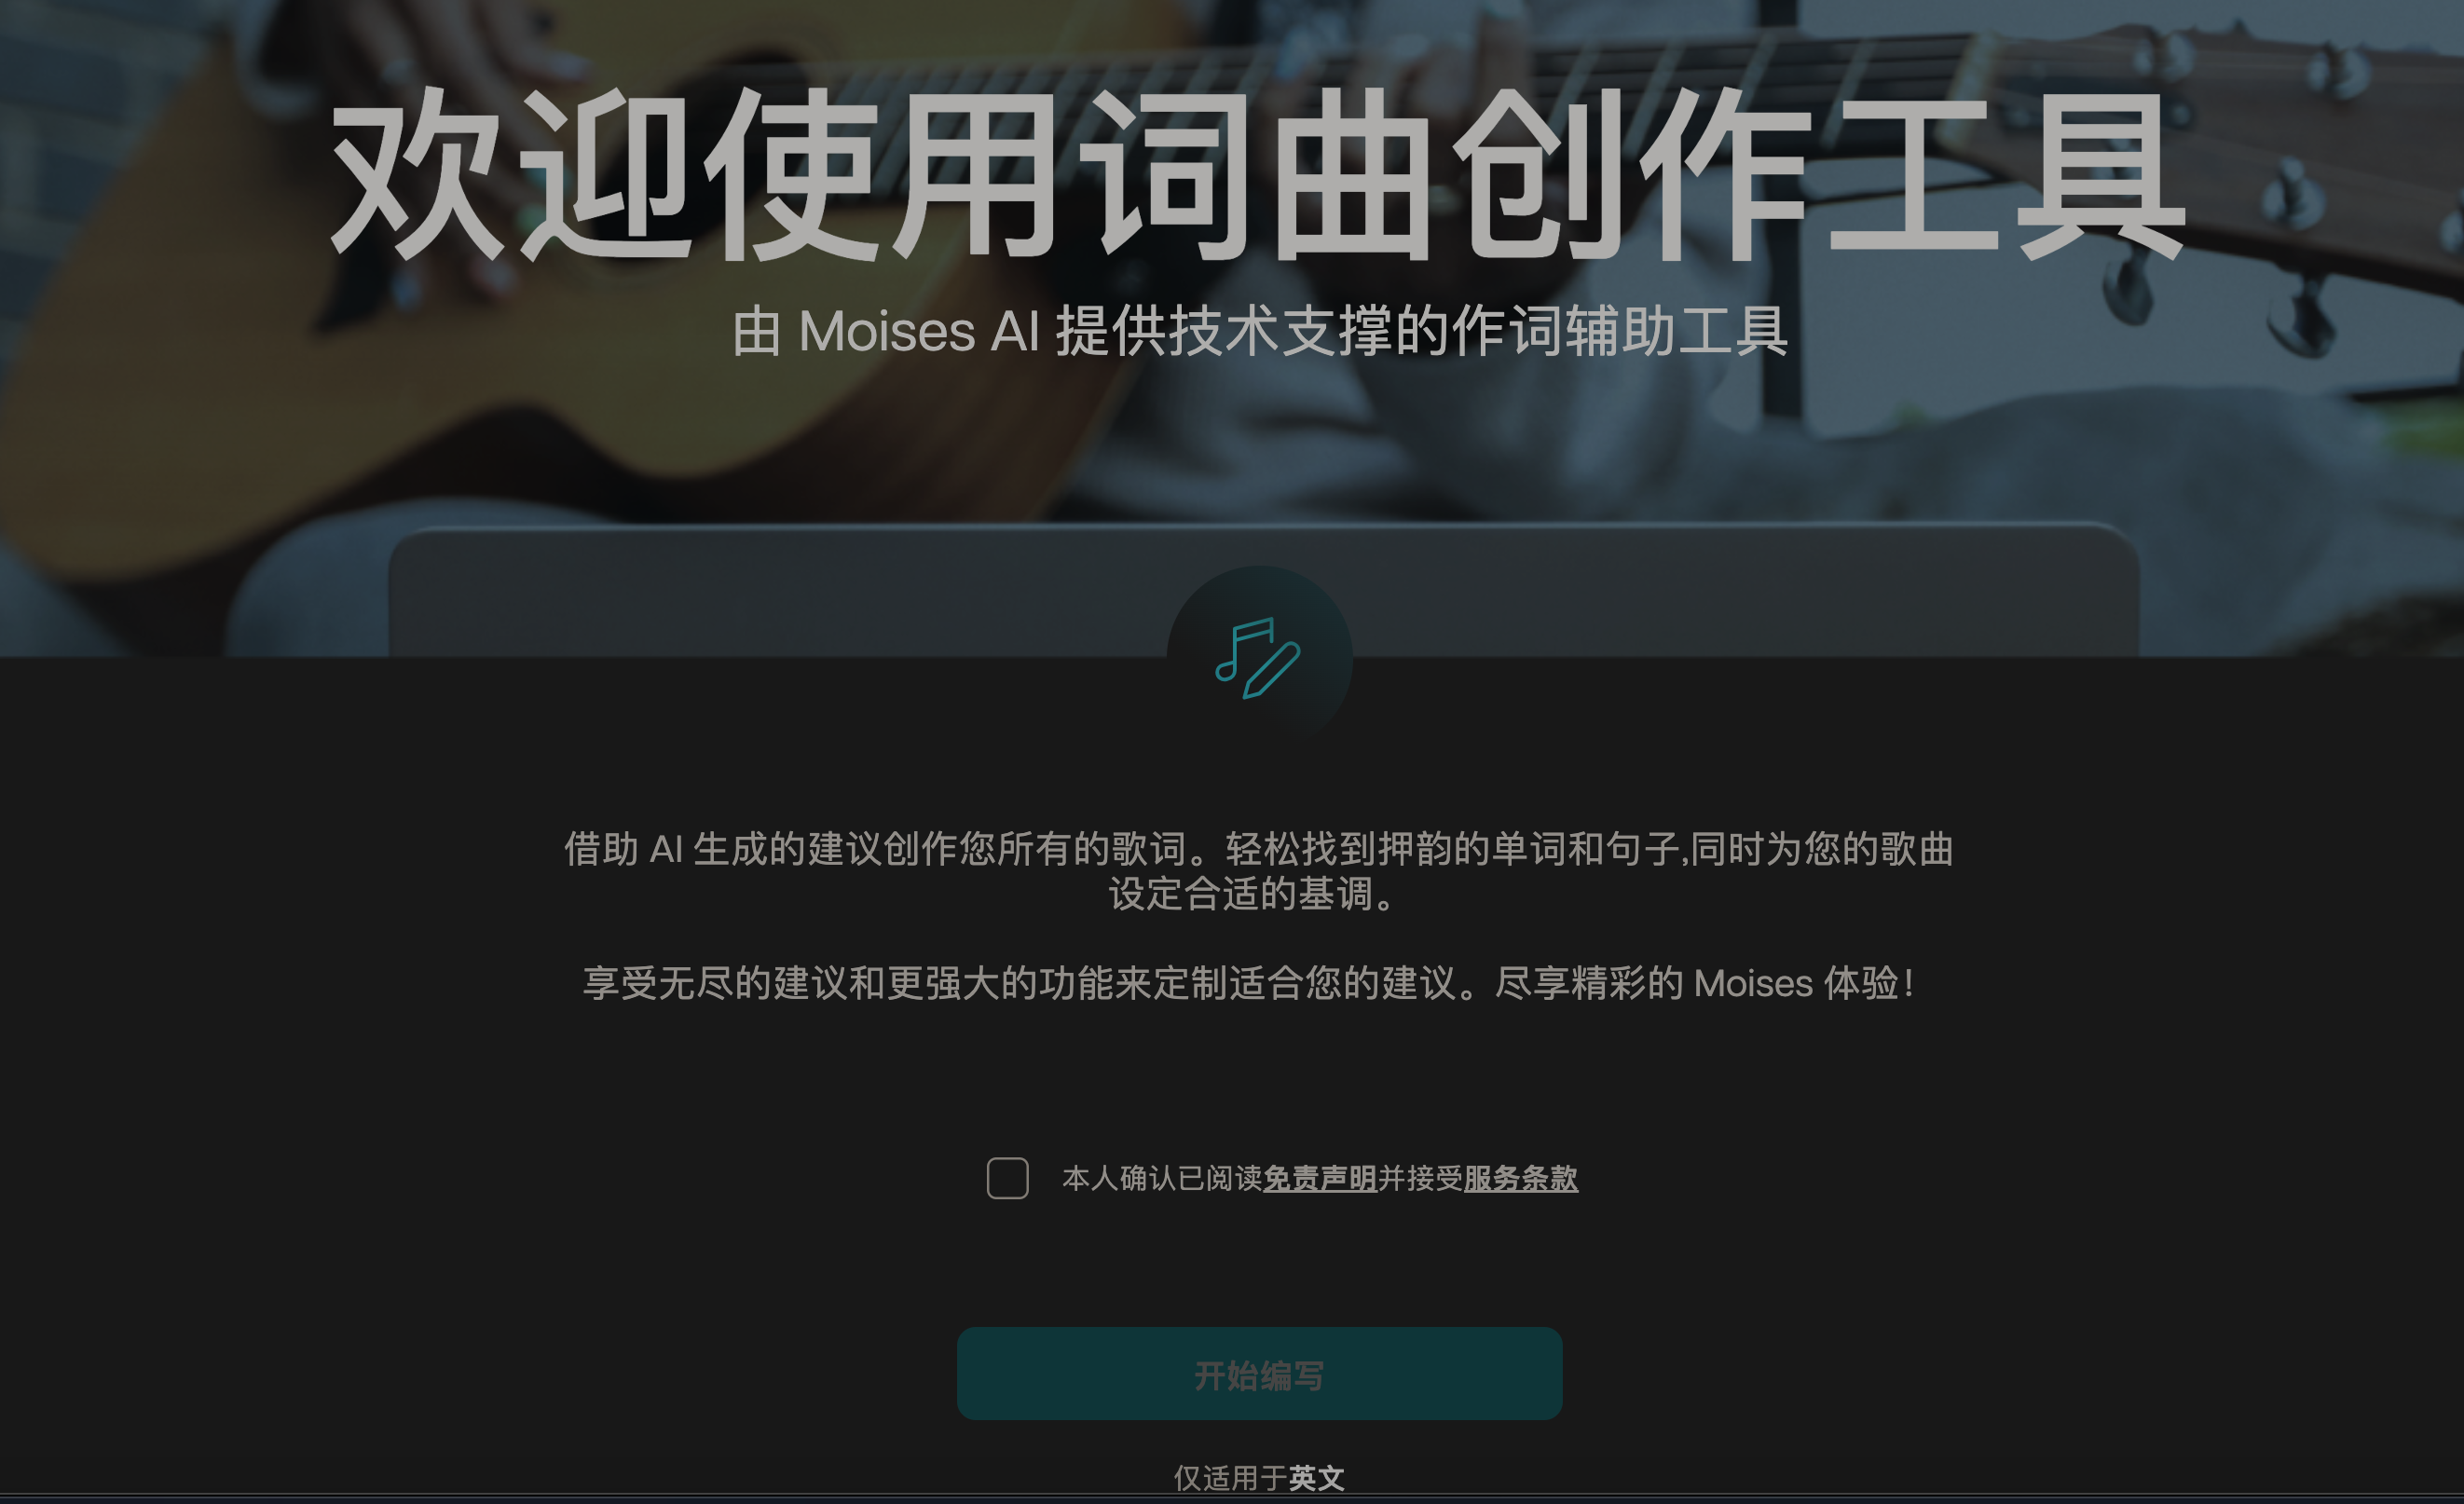 欢迎使用词曲创作工具
由 Moises AI 提供技术支撑的作词辅助工具
借助 AI 生成的建议创作您所有的歌词。轻松找到押韵的单词和句子,同时为您的歌曲
设定合适的基调。
享受无尽的建议和更强大的功能来定制适合您的建议。尽享精彩的 Moises 体验!
本人确认已阅读免责声明并接受服务条款
开始编写
仅适用于英文